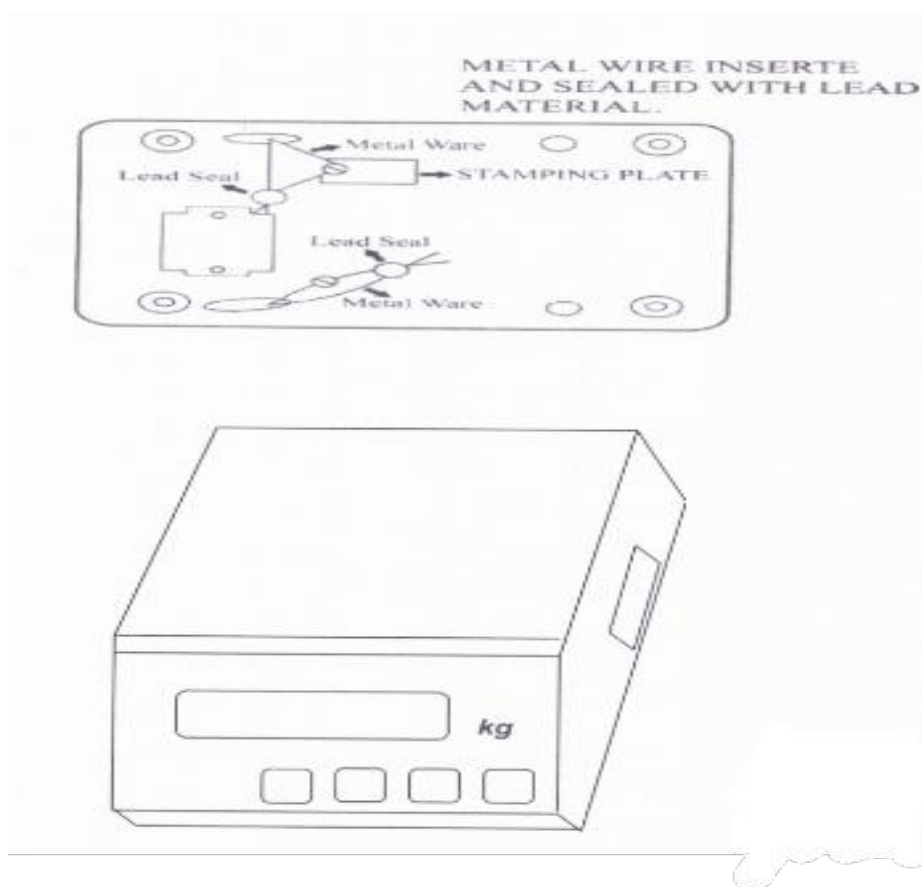 METAL WIRE INSERTE
AND SEALED WITH LEAD
MATERIAL.
Metal Ware
Lead Seal
STAMPING PLATE
Lead Seal
Metal Ware
kg